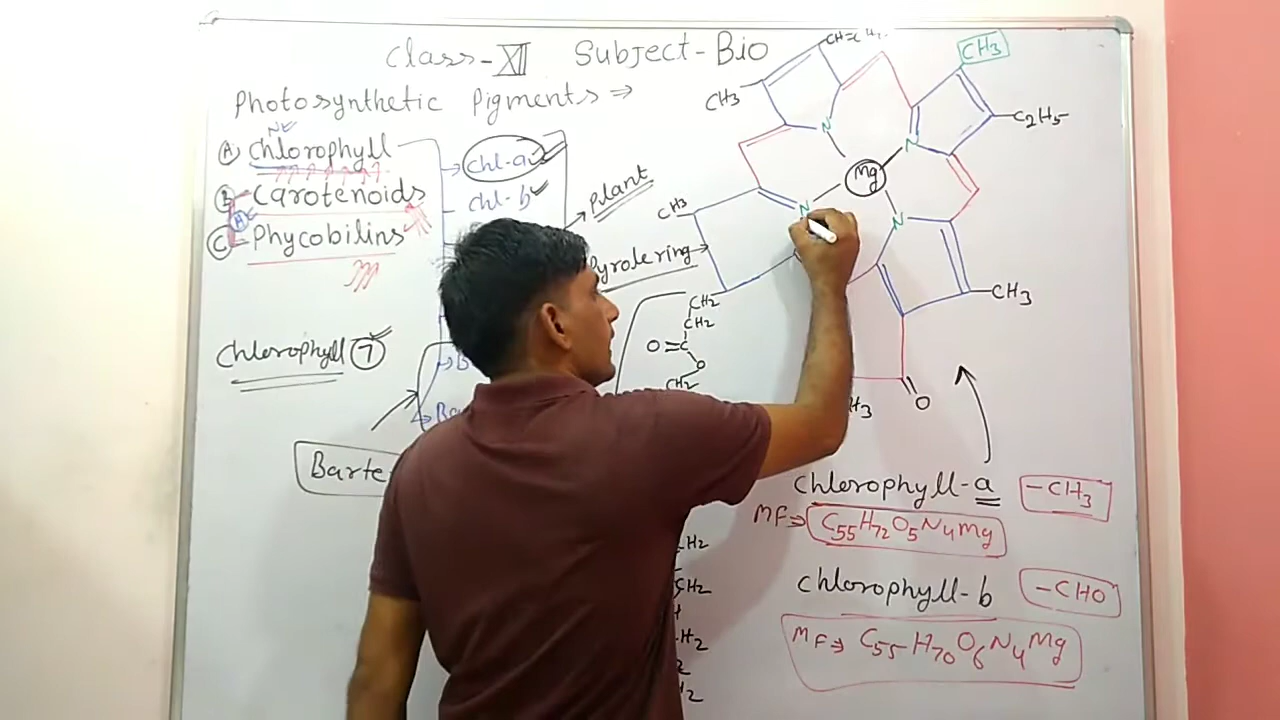 Class-XII Subject-Bio
Photosynthetic Pigments ⇒
A Chlorophyll
B Carotenoids
C Phycobilins
chl-a
chl-b
Plant
Pyrole ring
Chlorophyll 7
CH3
CH3
C2H5
Mg
N
N
N
N
CH3
CH3
CH2
CH2
O=C
O
CH2
O
chlorophyll-a -CH3
MF⇒ C55H72O5N4Mg
chlorophyll-b -CHO
MF⇒ C55H70O6N4Mg